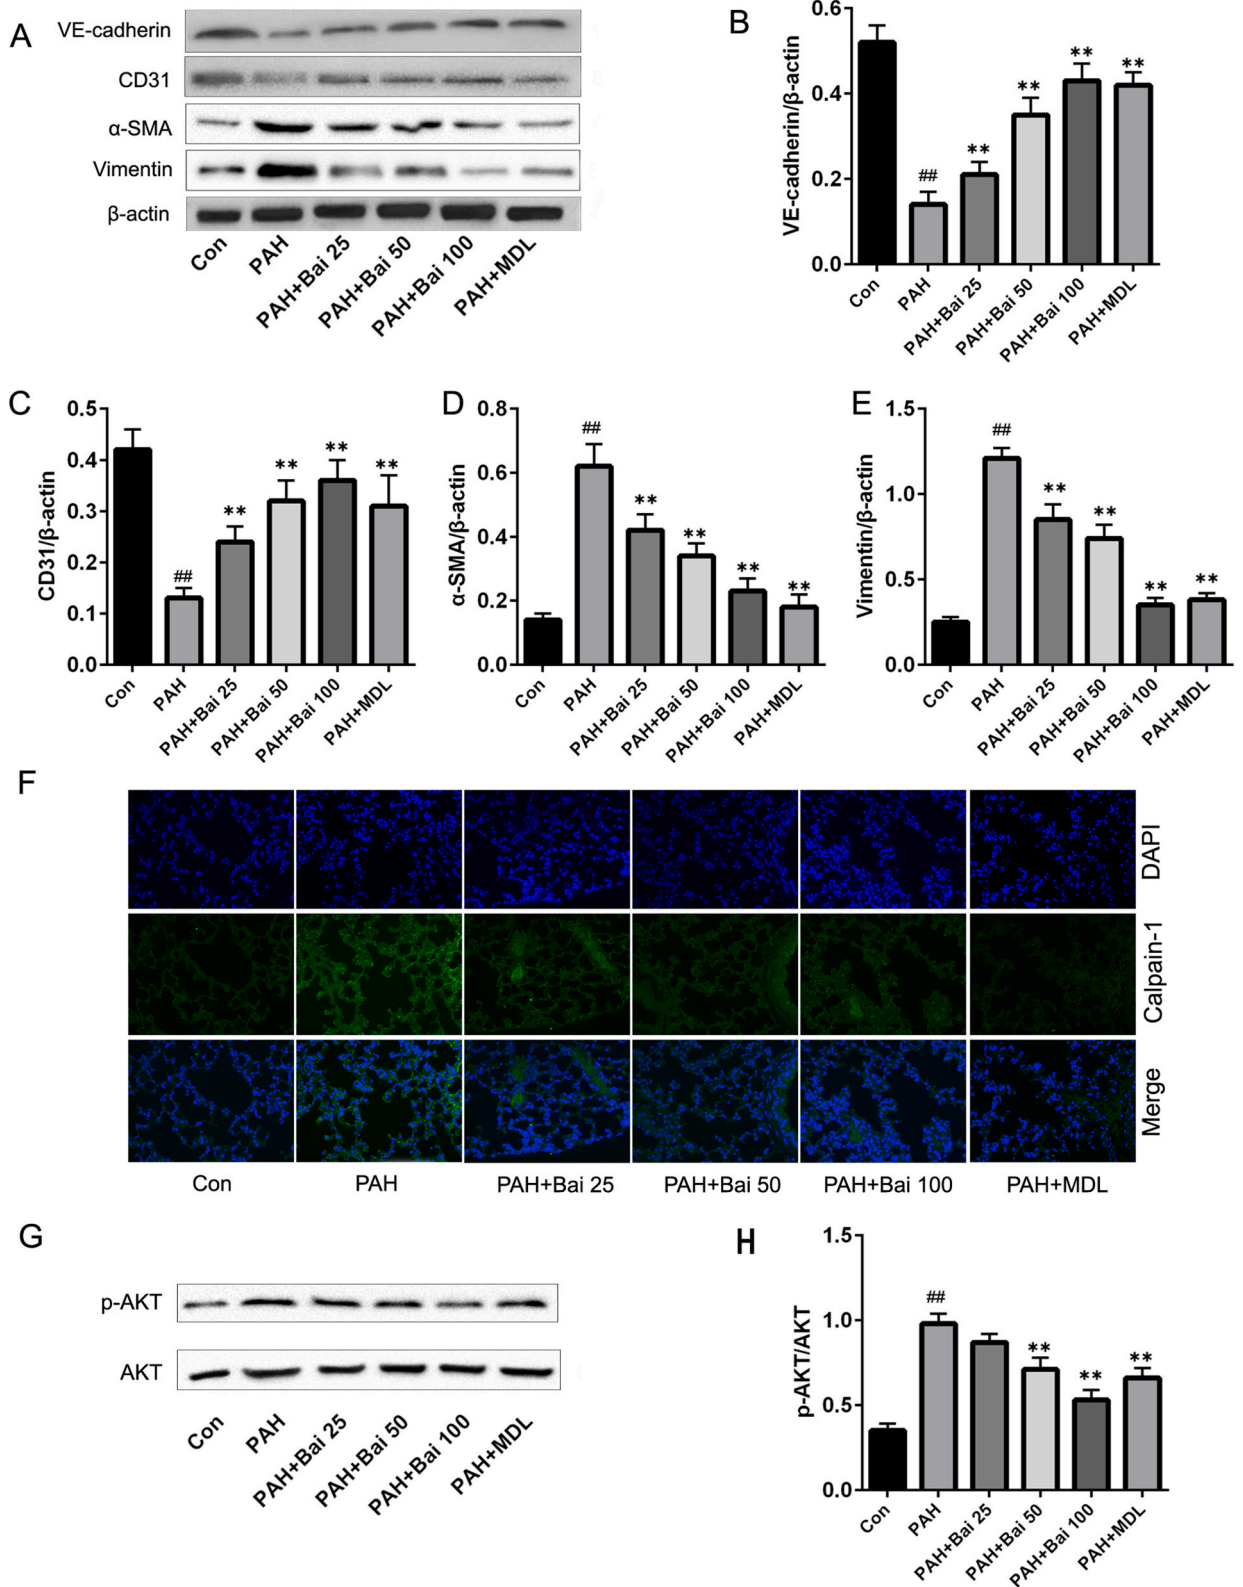 A
VE-cadherin
CD31
α-SMA
Vimentin
β-actin
Con
PAH
PAH+Bai 25
PAH+Bai 50
PAH+Bai 100
PAH+MDL
B
VE-cadherin/β-actin
0.6
0.4
0.2
0.0
##
**
**
**
**
Con
PAH
PAH+Bai 25
PAH+Bai 50
PAH+Bai 100
PAH+MDL
C
CD31/β-actin
0.5
0.4
0.3
0.2
0.1
0.0
##
**
**
**
**
Con
PAH
PAH+Bai 25
PAH+Bai 50
PAH+Bai 100
PAH+MDL
D
α-SMA/β-actin
0.8
0.6
0.4
0.2
0.0
##
**
**
**
**
Con
PAH
PAH+Bai 25
PAH+Bai 50
PAH+Bai 100
PAH+MDL
E
Vimentin/β-actin
1.5
1.0
0.5
0.0
##
**
**
**
**
Con
PAH
PAH+Bai 25
PAH+Bai 50
PAH+Bai 100
PAH+MDL
F
DAPI
Calpain-1
Merge
Con
PAH
PAH+Bai 25
PAH+Bai 50
PAH+Bai 100
PAH+MDL
G
p-AKT
AKT
Con
PAH
PAH+Bai 25
PAH+Bai 50
PAH+Bai 100
PAH+MDL
H
p-AKT/AKT
1.5
1.0
0.5
0.0
##
**
**
**
Con
PAH
PAH+Bai 25
PAH+Bai 50
PAH+Bai 100
PAH+MDL